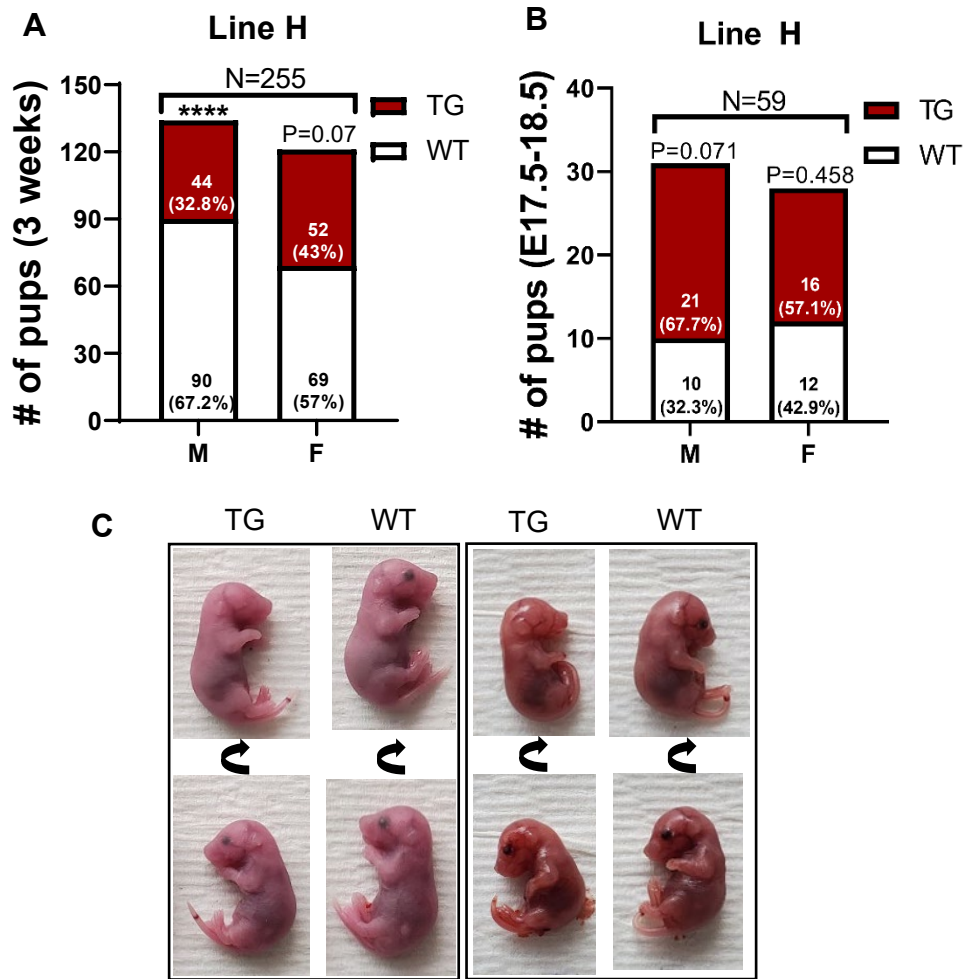 A
Line H
# of pups (3 weeks)
150
120
90
60
30
0
N=255
****
P=0.07
44
(32.8%)
52
(43%)
90
(67.2%)
69
(57%)
M
F
TG
WT
B
Line H
# of pups (E17.5-18.5)
40
30
20
10
0
N=59
P=0.071
P=0.458
21
(67.7%)
16
(57.1%)
10
(32.3%)
12
(42.9%)
M
F
TG
WT
C
TG
WT
TG
WT